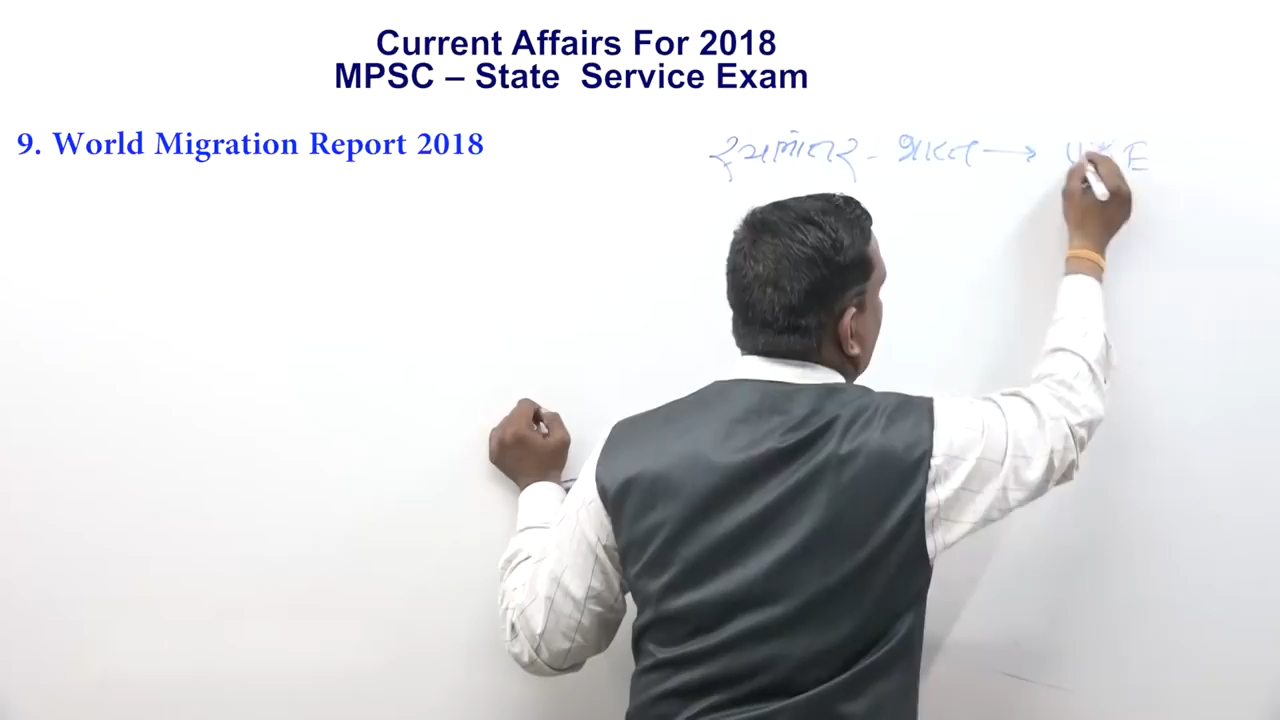 Current Affairs For 2018
MPSC – State Service Exam
9. World Migration Report 2018
स्थलांतर - भारत →